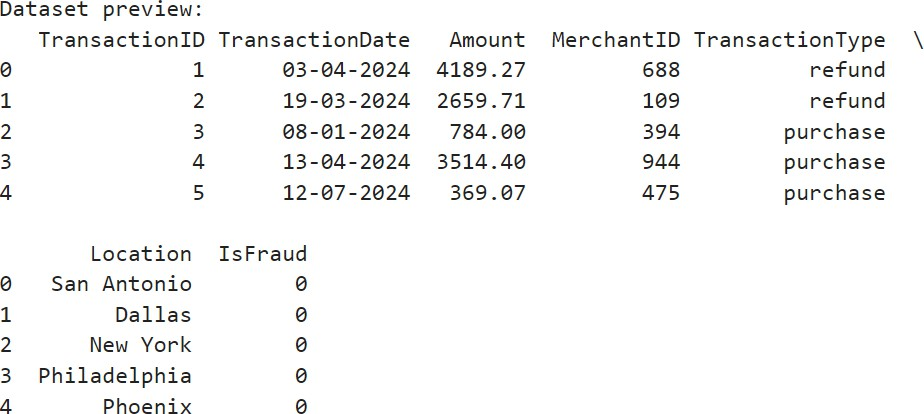 Dataset preview:
   TransactionID TransactionDate   Amount  MerchantID TransactionType  \
0              1      03-04-2024  4189.27         688          refund
1              2      19-03-2024  2659.71         109          refund
2              3      08-01-2024   784.00         394        purchase
3              4      13-04-2024  3514.40         944        purchase
4              5      12-07-2024   369.07         475        purchase

       Location  IsFraud
0   San Antonio        0
1        Dallas        0
2      New York        0
3  Philadelphia        0
4       Phoenix        0